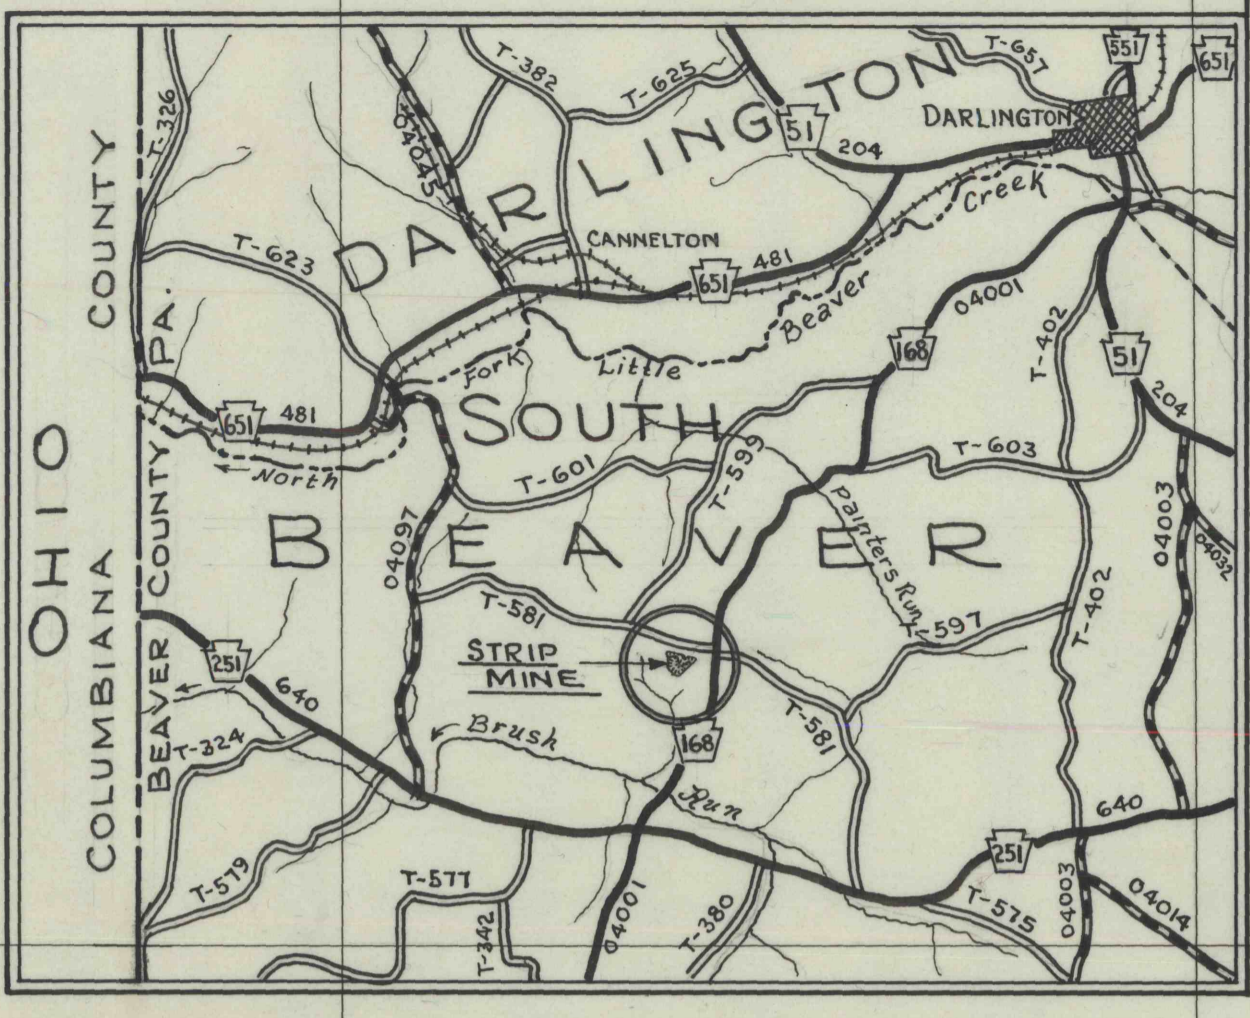 551
651
T-657
T-382
T-625
DARLINGTON
DARLINGTON
51
204
T-326
04045
Creek
CANNELTON
651
481
T-623
COUNTY
PA.
Beaver
04001
168
T-402
51
Fork
Little
204
651
481
SOUTH
T-599
T-603
T-601
North
OHIO
COLUMBIANA
BEAVER COUNTY
04097
BEAVER
Painters Run
04003
04032
T-581
T-597
T-402
STRIP
MINE
251
640
T-324
Brush
168
T-581
Run
640
251
T-579
T-577
T-342
04001
T-380
T-575
04003
04014